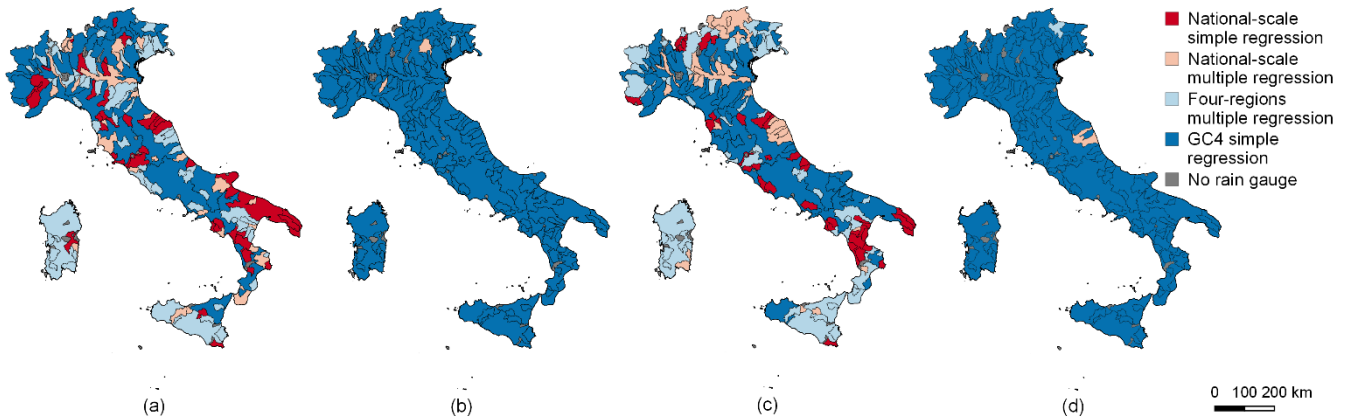 National-scale
simple regression
National-scale
multiple regression
Four-regions
multiple regression
GC4 simple
regression
No rain gauge
0 100 200 km
(a)
(b)
(c)
(d)